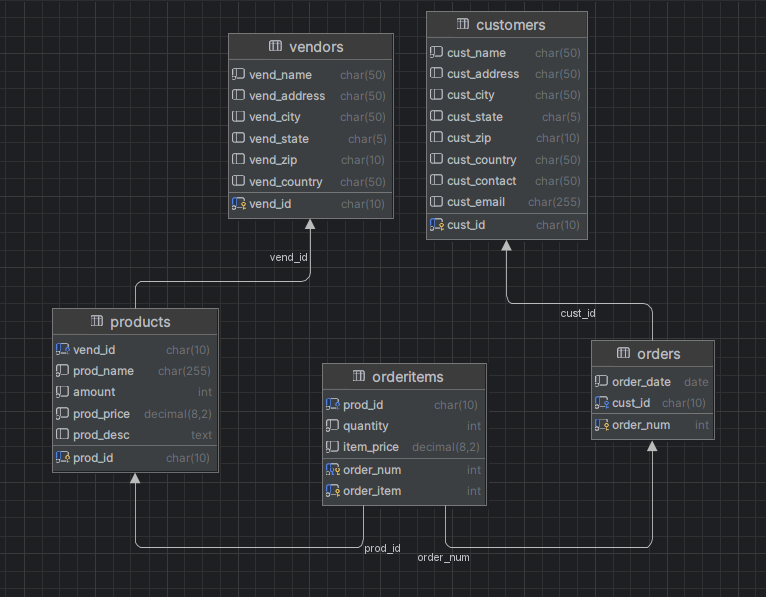 vendors
vend_name char(50)
vend_address char(50)
vend_city char(50)
vend_state char(5)
vend_zip char(10)
vend_country char(50)
vend_id char(10)
customers
cust_name char(50)
cust_address char(50)
cust_city char(50)
cust_state char(5)
cust_zip char(10)
cust_country char(50)
cust_contact char(50)
cust_email char(255)
cust_id char(10)
vend_id
cust_id
products
vend_id char(10)
prod_name char(255)
amount int
prod_price decimal(8,2)
prod_desc text
prod_id char(10)
orderitems
prod_id char(10)
quantity int
item_price decimal(8,2)
order_num int
order_item int
orders
order_date date
cust_id char(10)
order_num int
prod_id
order_num